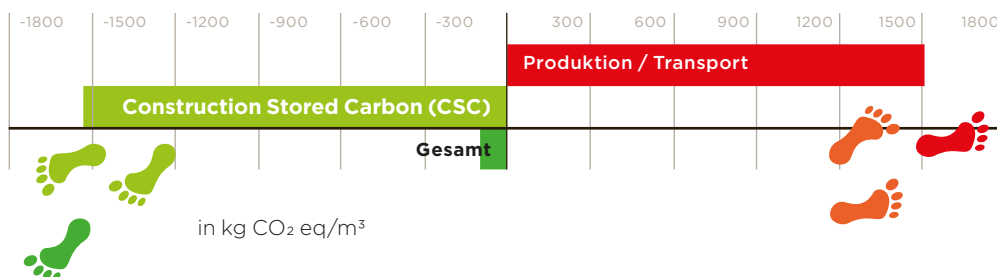 -1800 -1500 -1200 -900 -600 -300 300 600 900 1200 1500 1800
Produktion / Transport
Construction Stored Carbon (CSC)
Gesamt
in kg CO₂ eq/m³